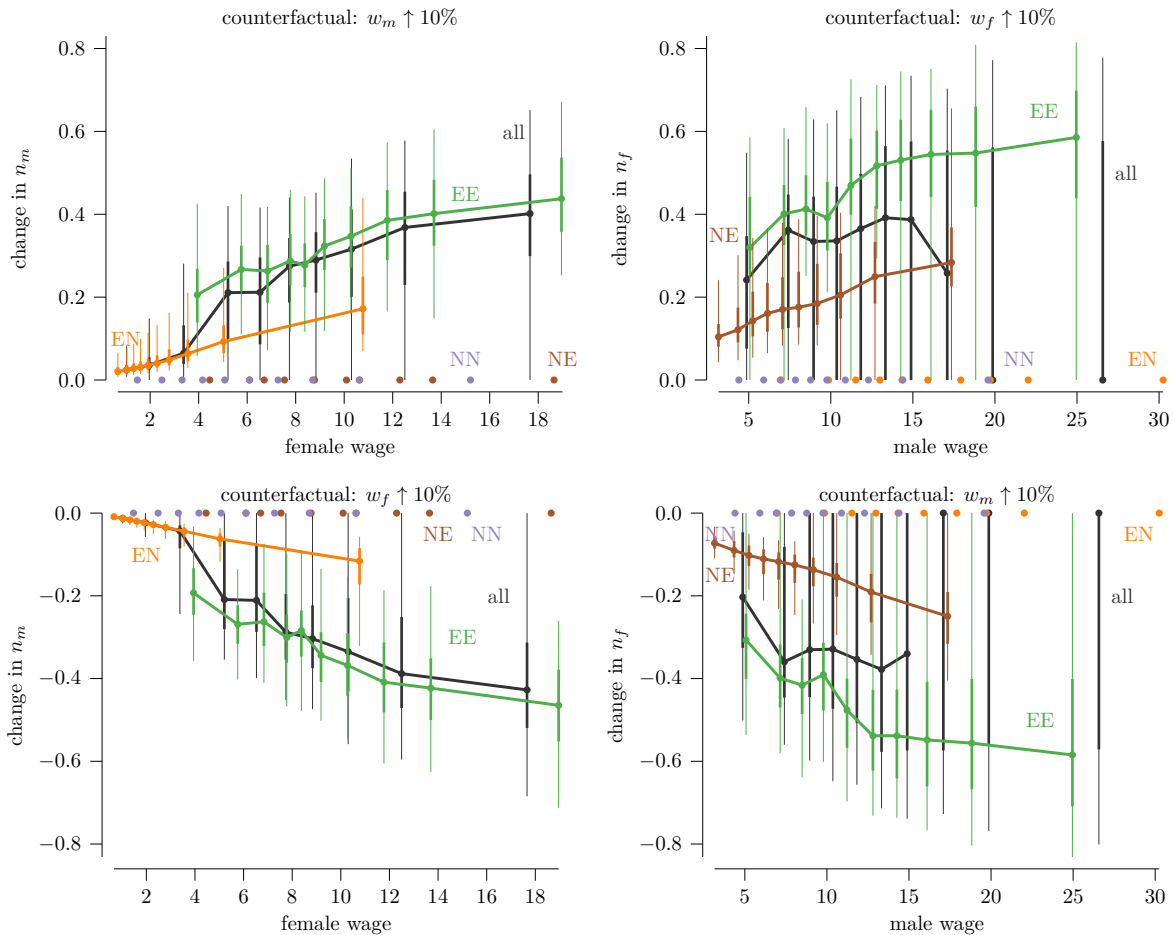 counterfactual: w_m ↑ 10%
0.8
0.6
0.4
0.2
0.0
change in n_m
all
EE
EN
NN
NE
2 4 6 8 10 12 14 16 18
female wage
counterfactual: w_f ↑ 10%
0.8
0.6
0.4
0.2
0.0
change in n_f
EE
all
NE
NN
EN
5 10 15 20 25 30
male wage
counterfactual: w_f ↑ 10%
0.0
−0.2
−0.4
−0.6
−0.8
change in n_m
NE
NN
EN
all
EE
2 4 6 8 10 12 14 16 18
female wage
counterfactual: w_m ↑ 10%
0.0
−0.2
−0.4
−0.6
−0.8
change in n_f
NN
EN
NE
all
EE
5 10 15 20 25 30
male wage